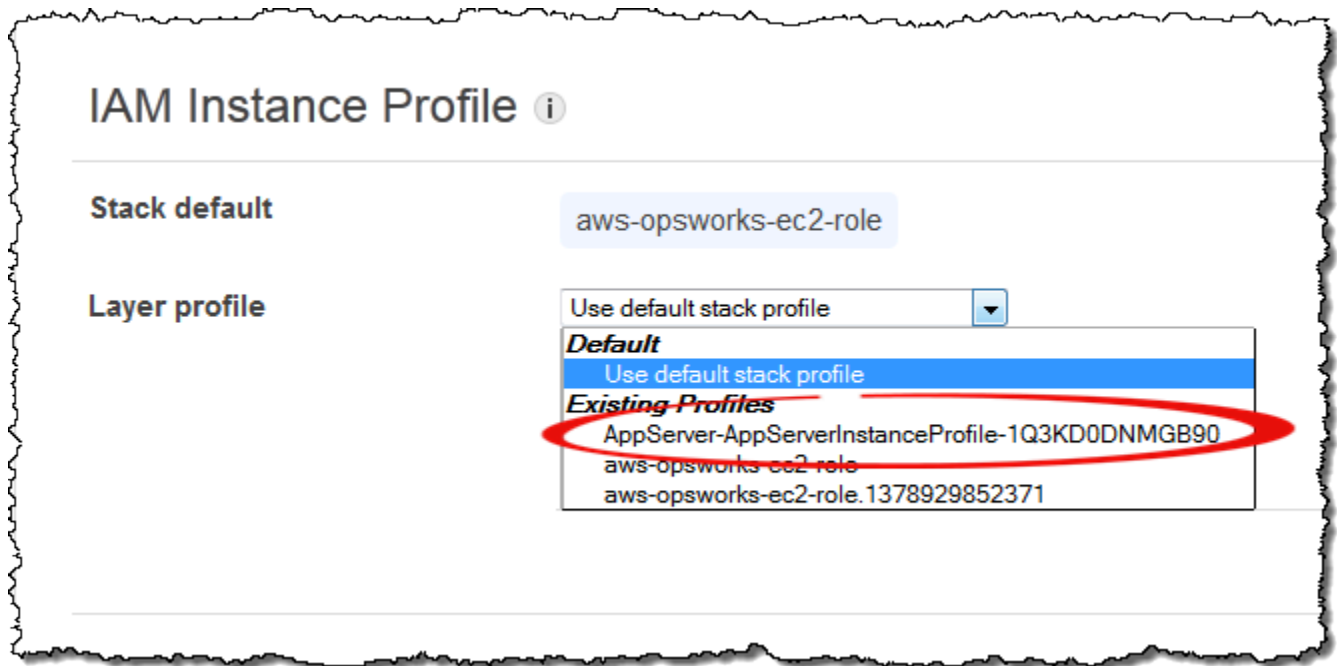 IAM Instance Profile i
Stack default
aws-opsworks-ec2-role
Layer profile
Use default stack profile
Default
Use default stack profile
Existing Profiles
AppServer-AppServerInstanceProfile-1Q3KD0DNMGB90
aws-opsworks-ec2-role
aws-opsworks-ec2-role.1378929852371